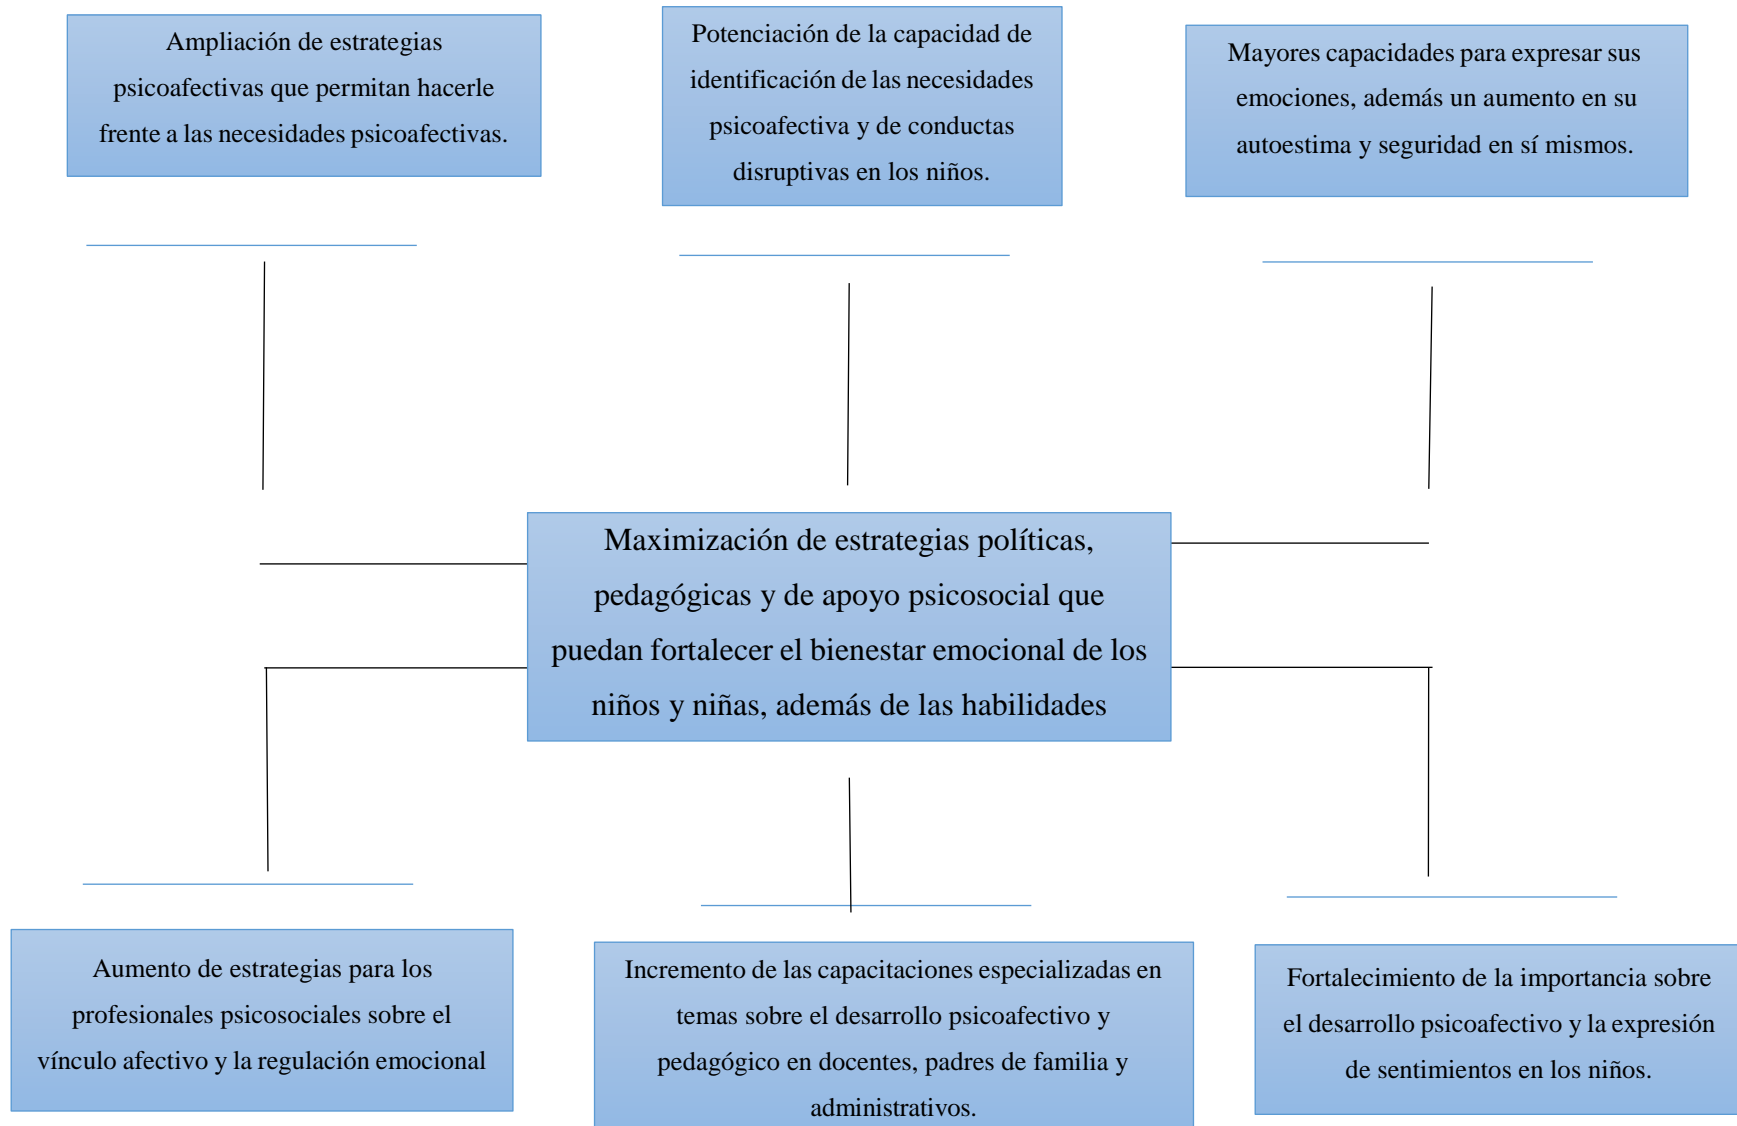 Ampliación de estrategias
psicoafectivas que permitan hacerle
frente a las necesidades psicoafectivas.
Potenciación de la capacidad de
identificación de las necesidades
psicoafectiva y de conductas
disruptivas en los niños.
Mayores capacidades para expresar sus
emociones, además un aumento en su
autoestima y seguridad en sí mismos.
Maximización de estrategias políticas,
pedagógicas y de apoyo psicosocial que
puedan fortalecer el bienestar emocional de los
niños y niñas, además de las habilidades
Aumento de estrategias para los
profesionales psicosociales sobre el
vínculo afectivo y la regulación emocional
Incremento de las capacitaciones especializadas en
temas sobre el desarrollo psicoafectivo y
pedagógico en docentes, padres de familia y
administrativos.
Fortalecimiento de la importancia sobre
el desarrollo psicoafectivo y la expresión
de sentimientos en los niños.